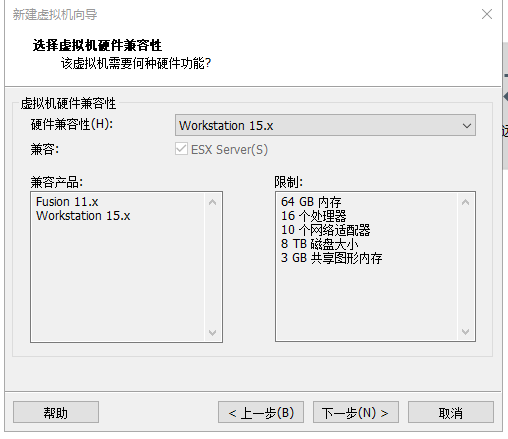 新建虚拟机向导
选择虚拟机硬件兼容性
该虚拟机需要何种硬件功能?
虚拟机硬件兼容性
硬件兼容性(H): Workstation 15.x
兼容: ESX Server(S)
兼容产品:
Fusion 11.x
Workstation 15.x
限制:
64 GB 内存
16 个处理器
10 个网络适配器
8 TB 磁盘大小
3 GB 共享图形内存
帮助 < 上一步(B) 下一步(N) > 取消